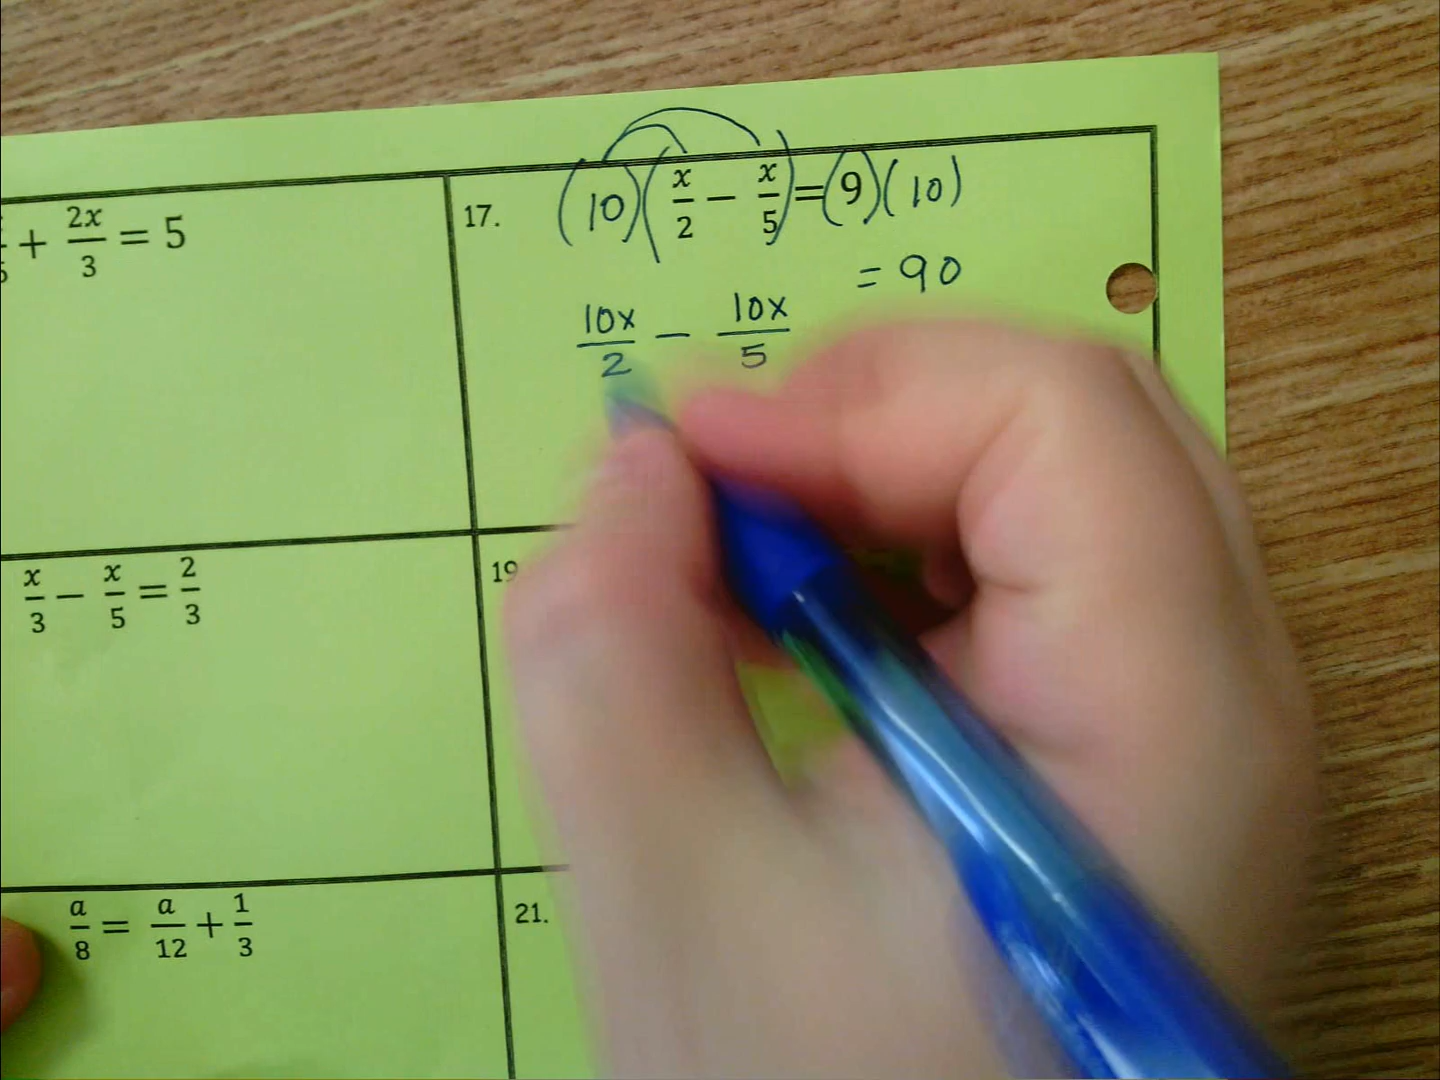 + 2x/3 = 5
17. (10)(x/2 − x/5)=(9)(10)
= 90
10x/2 − 10x/5
x/3 − x/5 = 2/3
19
a/8 = a/12 + 1/3
21.